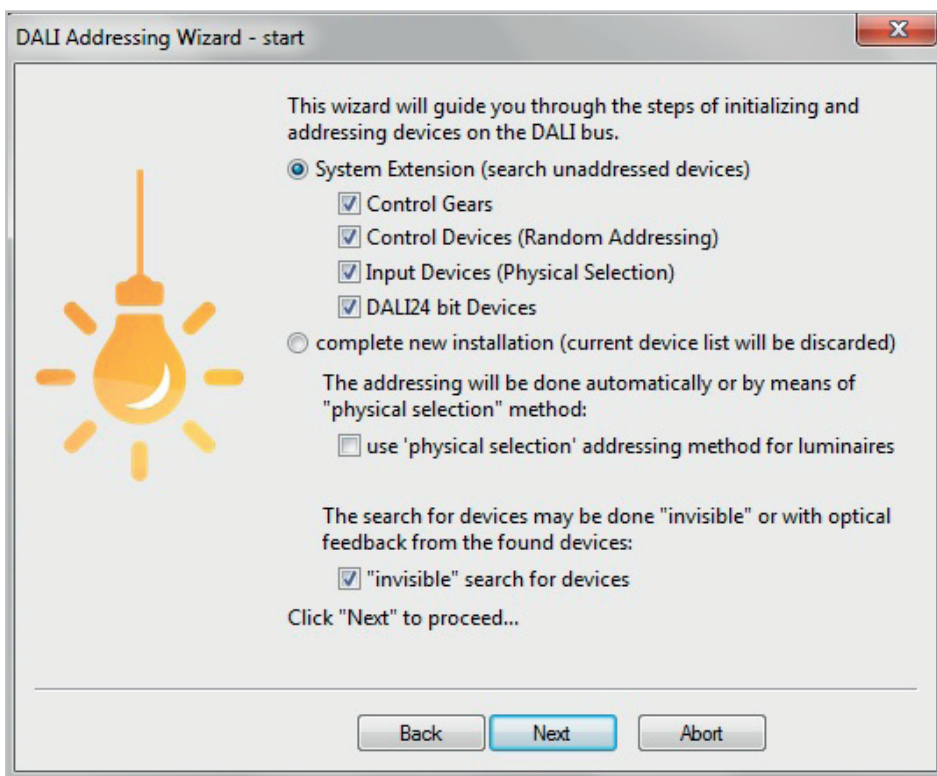 DALI Addressing Wizard - start
This wizard will guide you through the steps of initializing and
addressing devices on the DALI bus.
System Extension (search unaddressed devices)
Control Gears
Control Devices (Random Addressing)
Input Devices (Physical Selection)
DALI24 bit Devices
complete new installation (current device list will be discarded)
The addressing will be done automatically or by means of
"physical selection" method:
use 'physical selection' addressing method for luminaires
The search for devices may be done "invisible" or with optical
feedback from the found devices:
"invisible" search for devices
Click "Next" to proceed...
Back Next Abort